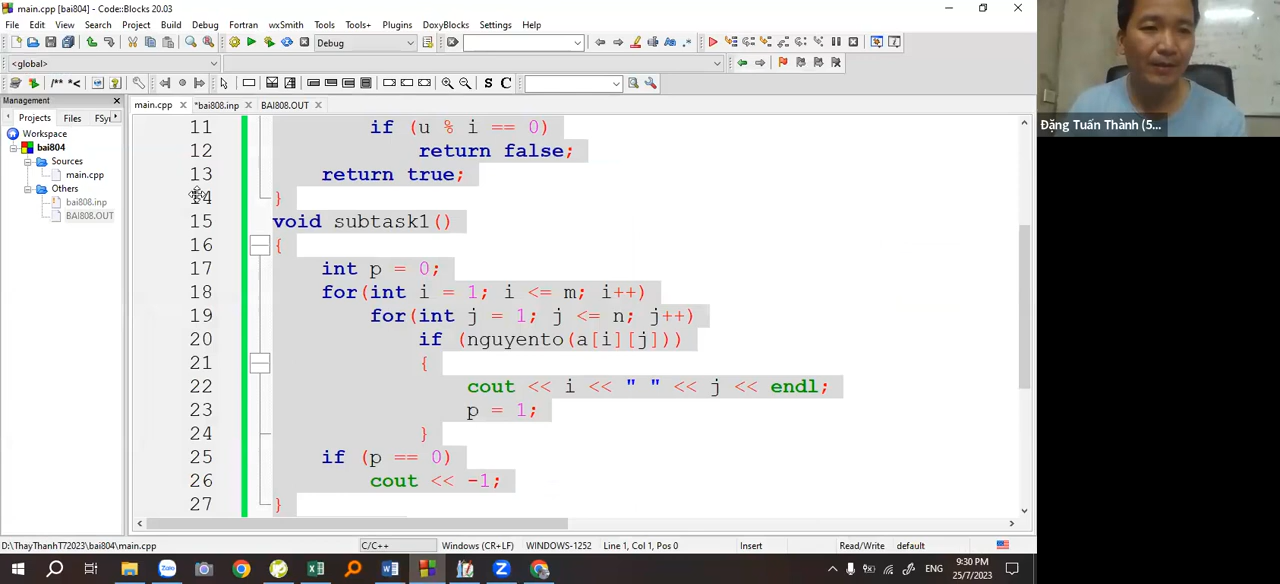 main.cpp [bai804] - Code::Blocks 20.03
File Edit View Search Project Build Debug Fortran wxSmith Tools Tools+ Plugins DoxyBlocks Settings Help
Debug
<global>
/** *< S C
Management
main.cpp *bai808.inp BAI808.OUT
Projects Files FSy
Workspace
bai804
Sources
main.cpp
Others
bai808.inp
BAI808.OUT
11 if (u % i == 0)
12 return false;
13 return true;
14 }
15 void subtask1()
16 {
17 int p = 0;
18 for(int i = 1; i <= m; i++)
19 for(int j = 1; j <= n; j++)
20 if (nguyento(a[i][j]))
21 {
22 cout << i << " " << j << endl;
23 p = 1;
24 }
25 if (p == 0)
26 cout << -1;
27 }
D:\ThayThanhT72023\bai804\main.cpp C/C++ Windows (CR+LF) WINDOWS-1252 Line 1, Col 1, Pos 0 Insert Read/Write default
Zalo ENG 9:30 PM
25/7/2023
Đặng Tuấn Thành (5...